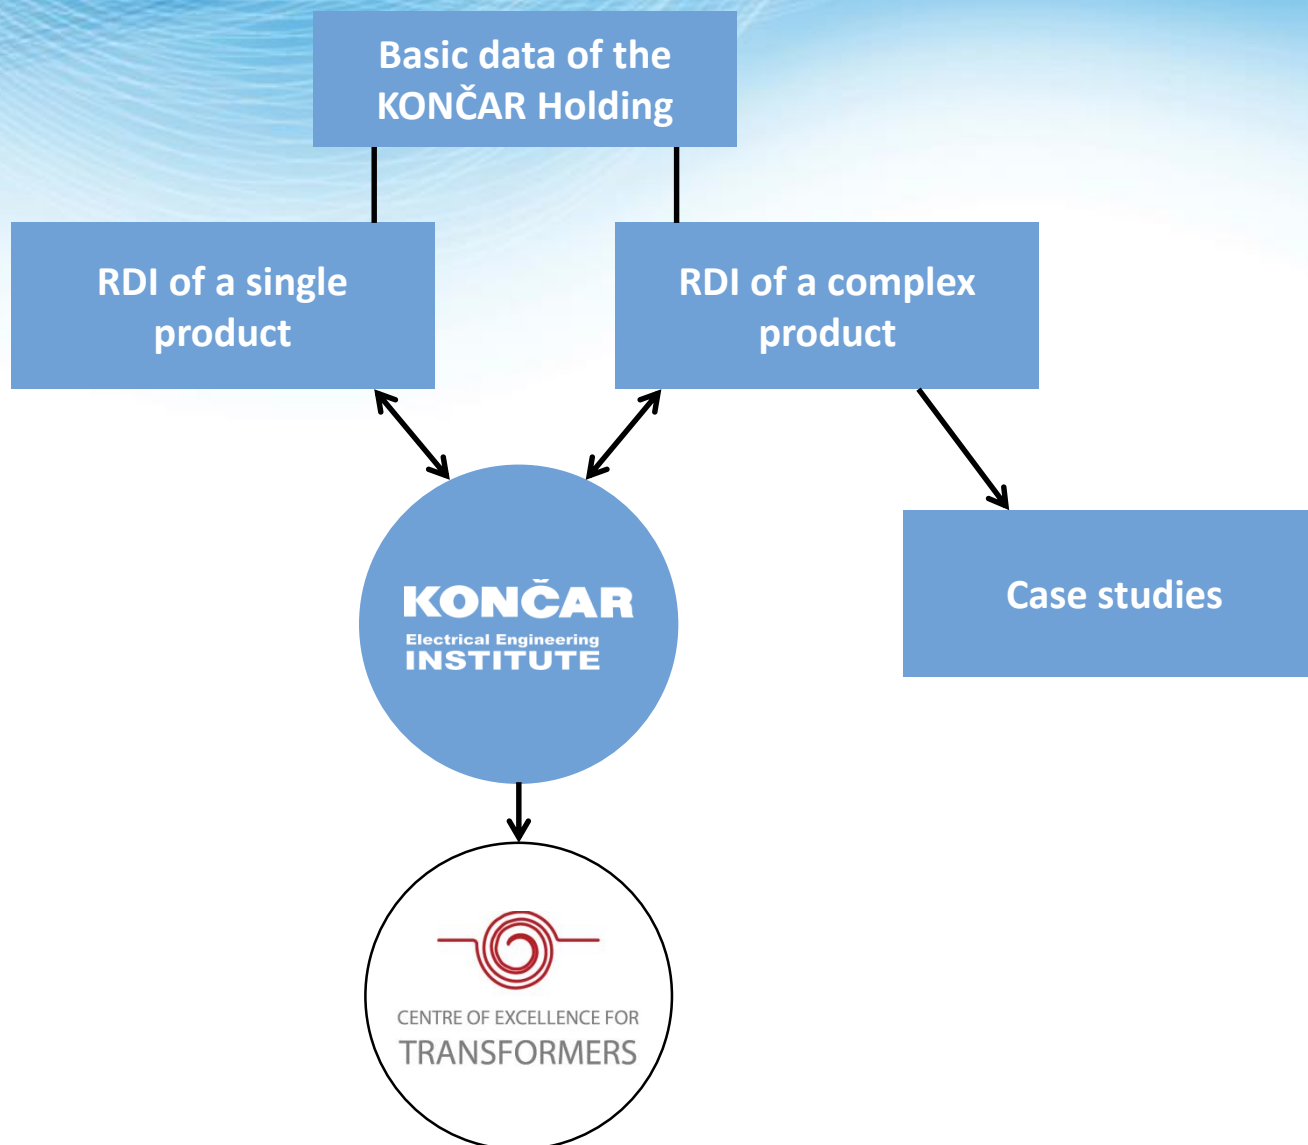 Basic data of the
KONČAR Holding
RDI of a single
product
RDI of a complex
product
KONČAR
Electrical Engineering
INSTITUTE
Case studies
CENTRE OF EXCELLENCE FOR
TRANSFORMERS